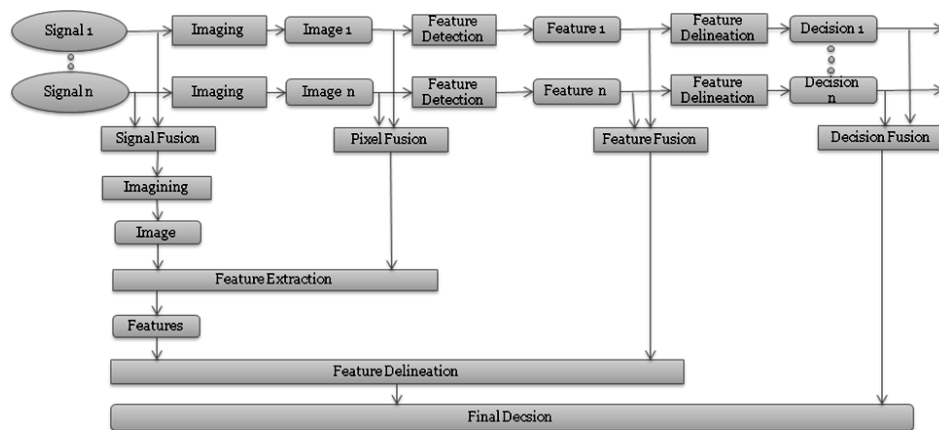 Signal 1
Imaging
Image 1
Feature
Detection
Feature 1
Feature
Delineation
Decision 1
Signal n
Imaging
Image n
Feature
Detection
Feature n
Feature
Delineation
Decision
n
Signal Fusion
Pixel Fusion
Feature Fusion
Decision Fusion
Imagining
Image
Feature Extraction
Features
Feature Delineation
Final Decsion